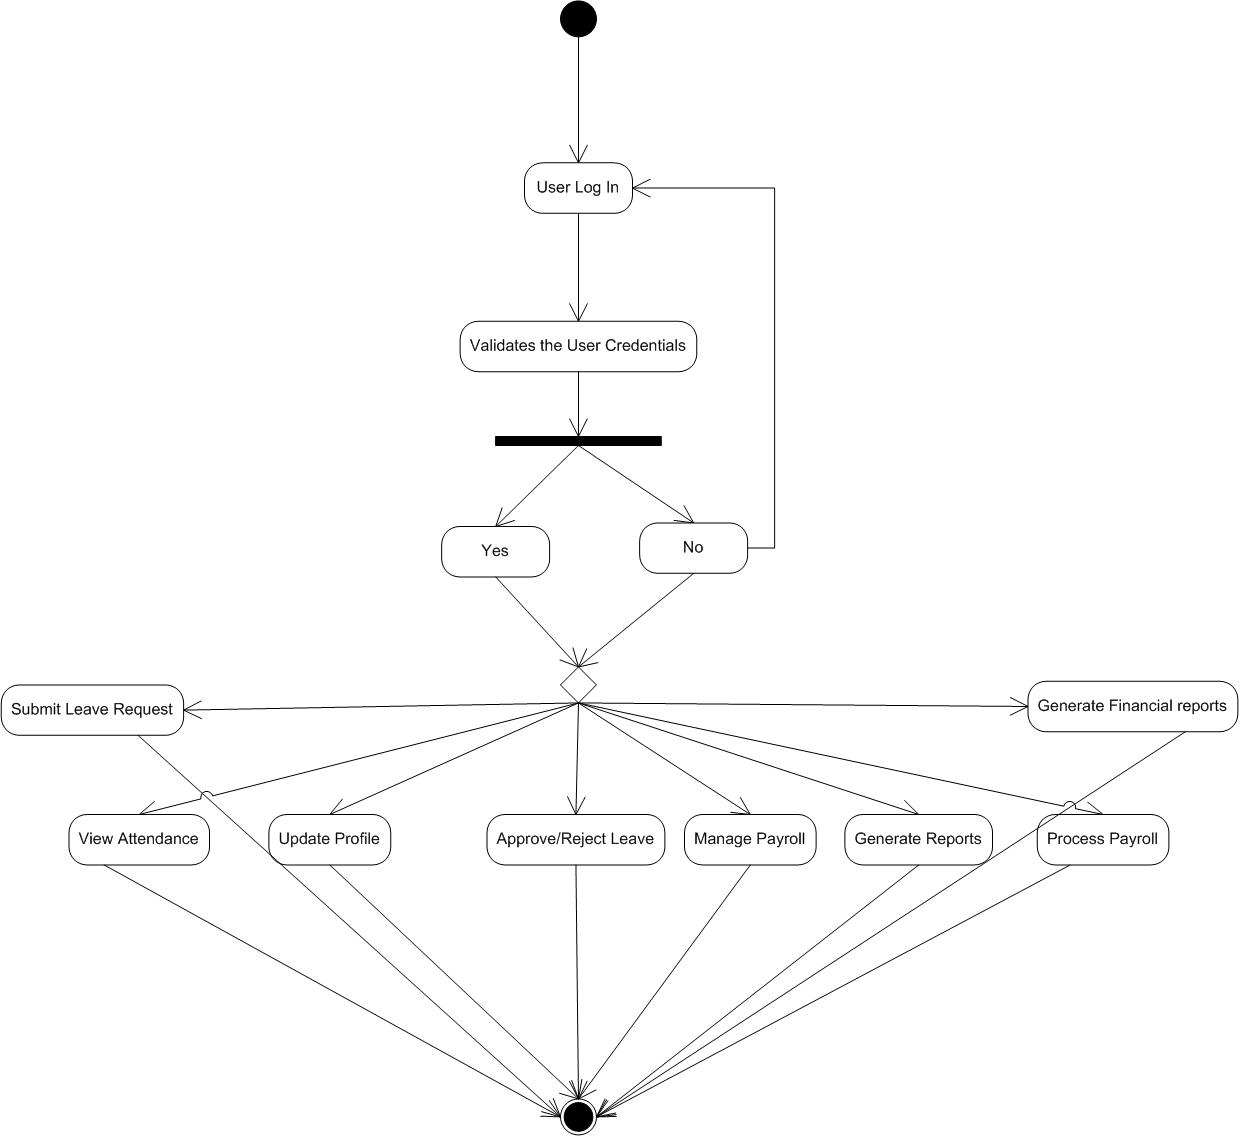 User Log In
Validates the User Credentials
Yes
No
Submit Leave Request
Generate Financial reports
View Attendance
Update Profile
Approve/Reject Leave
Manage Payroll
Generate Reports
Process Payroll